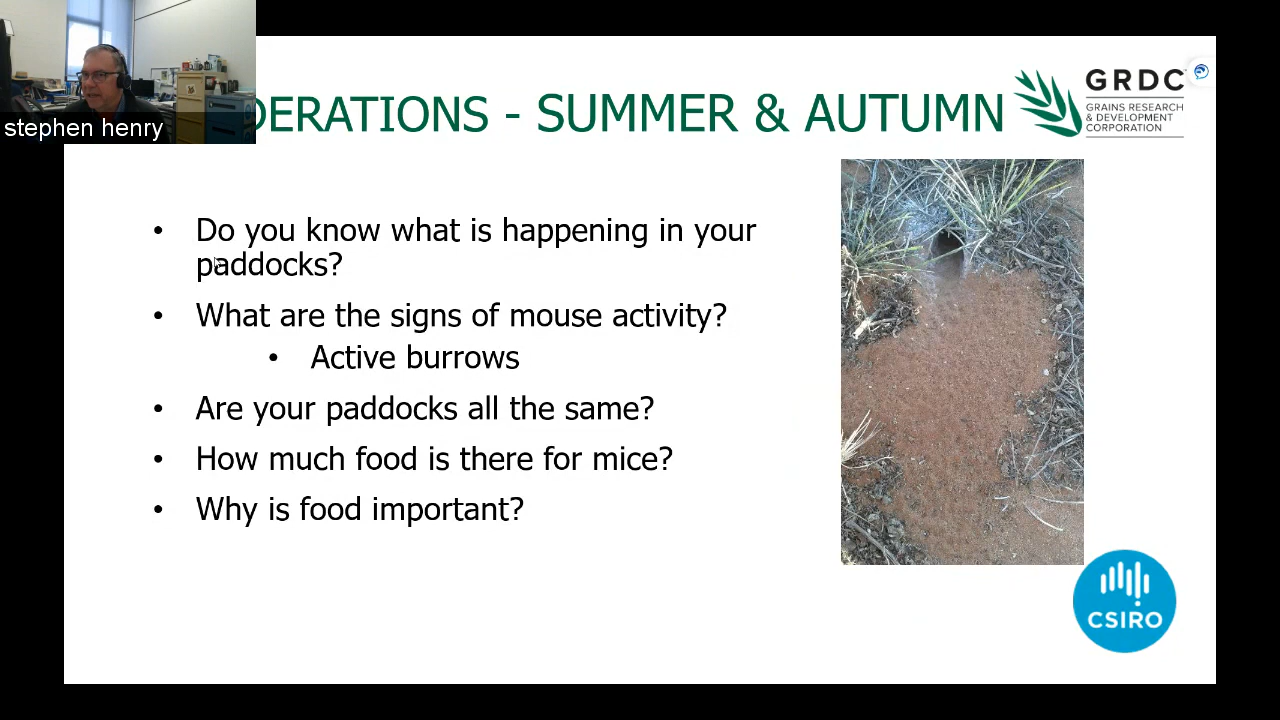 stephen henry
DERATIONS - SUMMER & AUTUMN
GRDC
GRAINS RESEARCH
& DEVELOPMENT
CORPORATION
• Do you know what is happening in your
paddocks?
• What are the signs of mouse activity?
• Active burrows
• Are your paddocks all the same?
• How much food is there for mice?
• Why is food important?
CSIRO